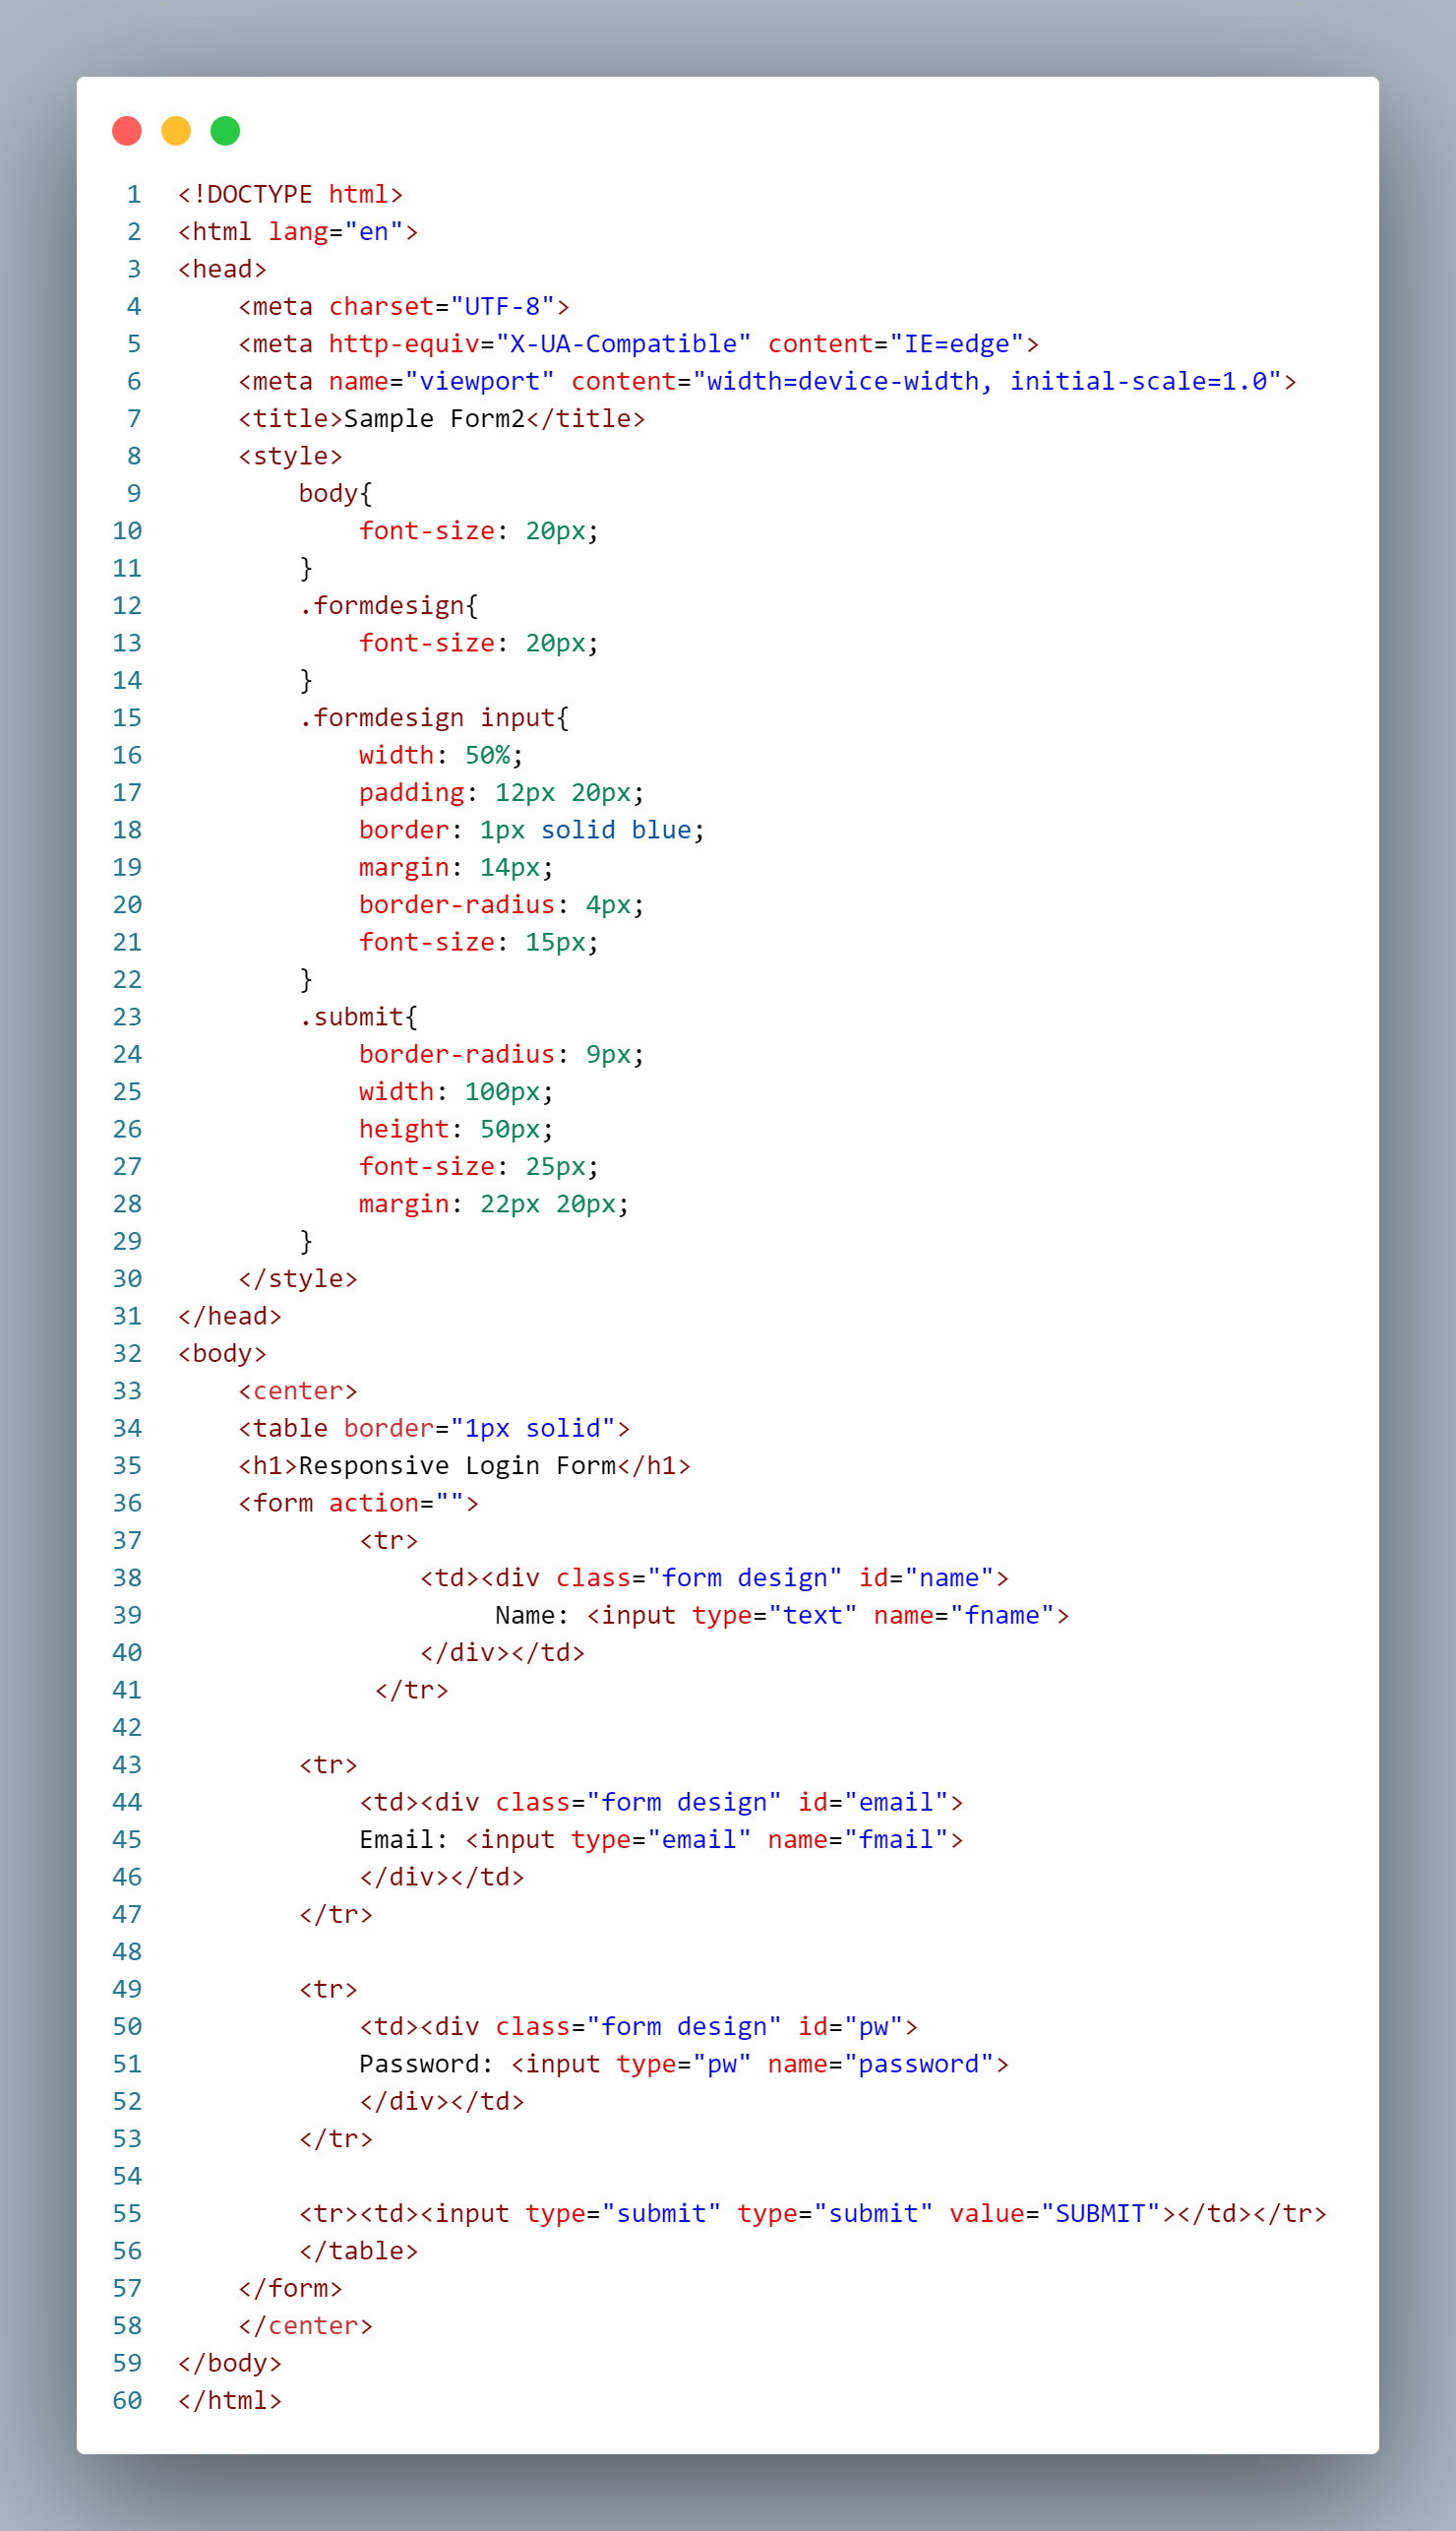 1 <!DOCTYPE html>
2 <html lang="en">
3 <head>
4     <meta charset="UTF-8">
5     <meta http-equiv="X-UA-Compatible" content="IE=edge">
6     <meta name="viewport" content="width=device-width, initial-scale=1.0">
7     <title>Sample Form2</title>
8     <style>
9         body{
10             font-size: 20px;
11         }
12         .formdesign{
13             font-size: 20px;
14         }
15         .formdesign input{
16             width: 50%;
17             padding: 12px 20px;
18             border: 1px solid blue;
19             margin: 14px;
20             border-radius: 4px;
21             font-size: 15px;
22         }
23         .submit{
24             border-radius: 9px;
25             width: 100px;
26             height: 50px;
27             font-size: 25px;
28             margin: 22px 20px;
29         }
30     </style>
31 </head>
32 <body>
33     <center>
34     <table border="1px solid">
35     <h1>Responsive Login Form</h1>
36     <form action="">
37             <tr>
38                 <td><div class="form design" id="name">
39                      Name: <input type="text" name="fname">
40                 </div></td>
41              </tr>
42
43         <tr>
44             <td><div class="form design" id="email">
45             Email: <input type="email" name="fmail">
46             </div></td>
47         </tr>
48
49         <tr>
50             <td><div class="form design" id="pw">
51             Password: <input type="pw" name="password">
52             </div></td>
53         </tr>
54
55         <tr><td><input type="submit" type="submit" value="SUBMIT"></td></tr>
56         </table>
57     </form>
58     </center>
59 </body>
60 </html>